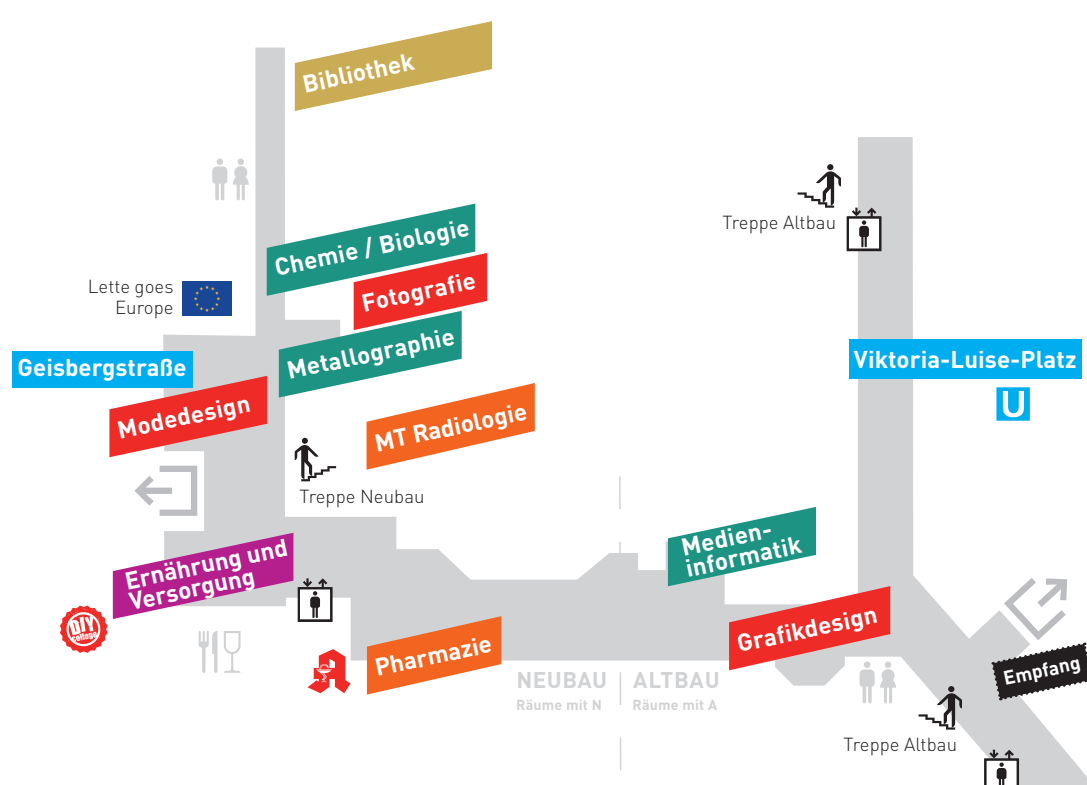 Bibliothek
Chemie / Biologie
Treppe Altbau
Lette goes
Europe
Fotografie
Metallographie
Geisbergstraße
Viktoria-Luise-Platz
U
Modedesign
MT Radiologie
Treppe Neubau
Medien-
informatik
Ernährung und
Versorgung
DIY
college
Grafikdesign
Pharmazie
A
Empfang
NEUBAU
Räume mit N
ALTBAU
Räume mit A
Treppe Altbau